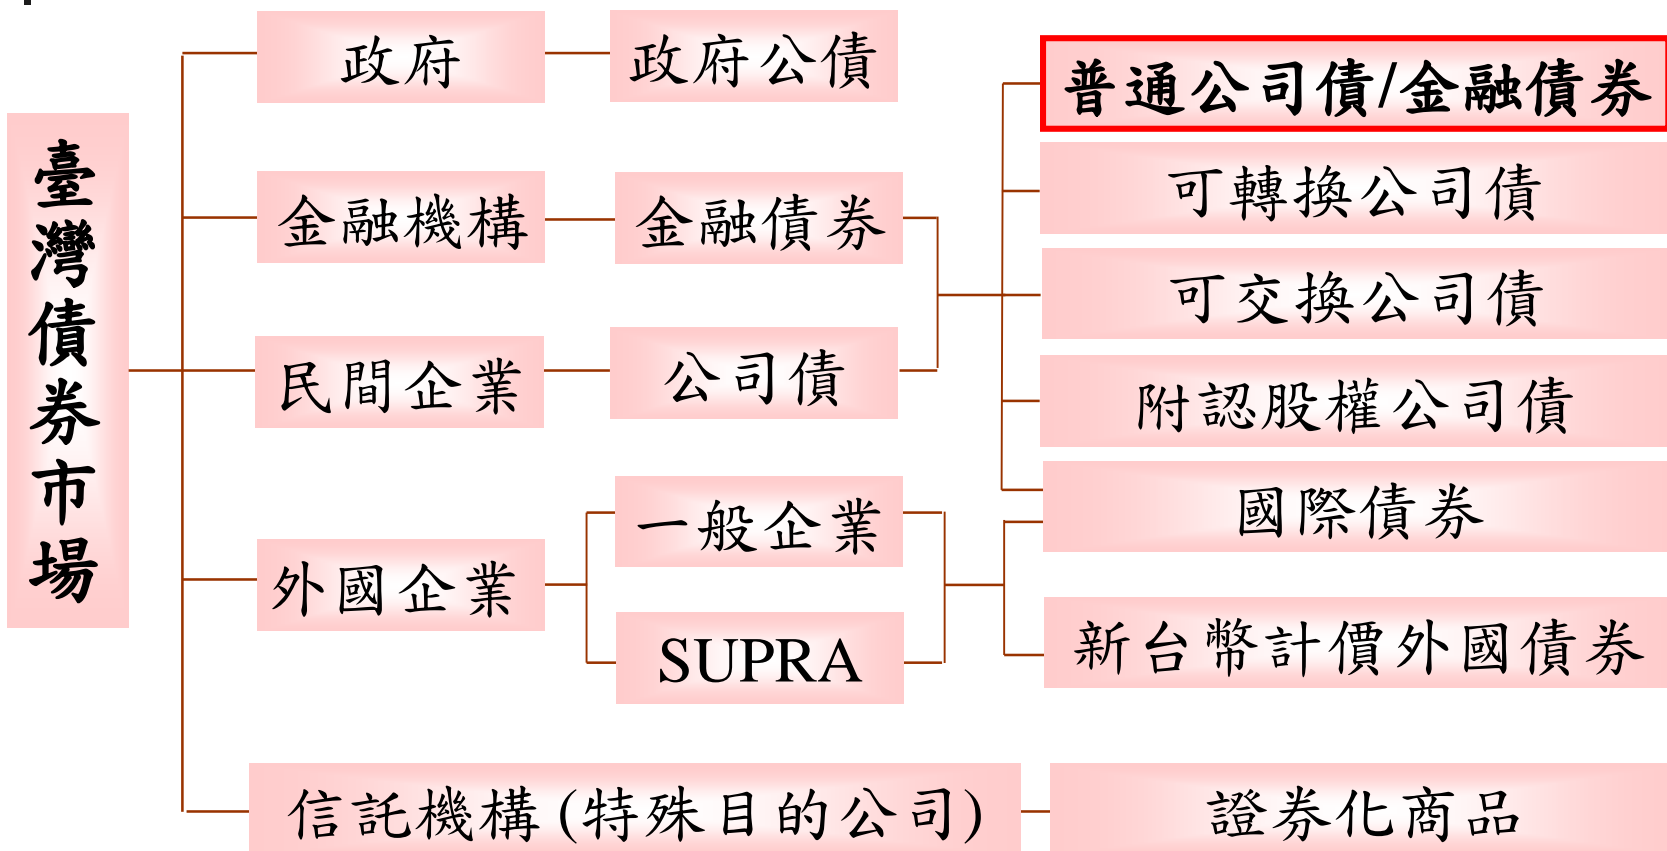 臺灣債券市場
政府
政府公債
金融機構
金融債券
民間企業
公司債
外國企業
一般企業
SUPRA
普通公司債/金融債券
可轉換公司債
可交換公司債
附認股權公司債
國際債券
新台幣計價外國債券
信託機構(特殊目的公司)
證券化商品